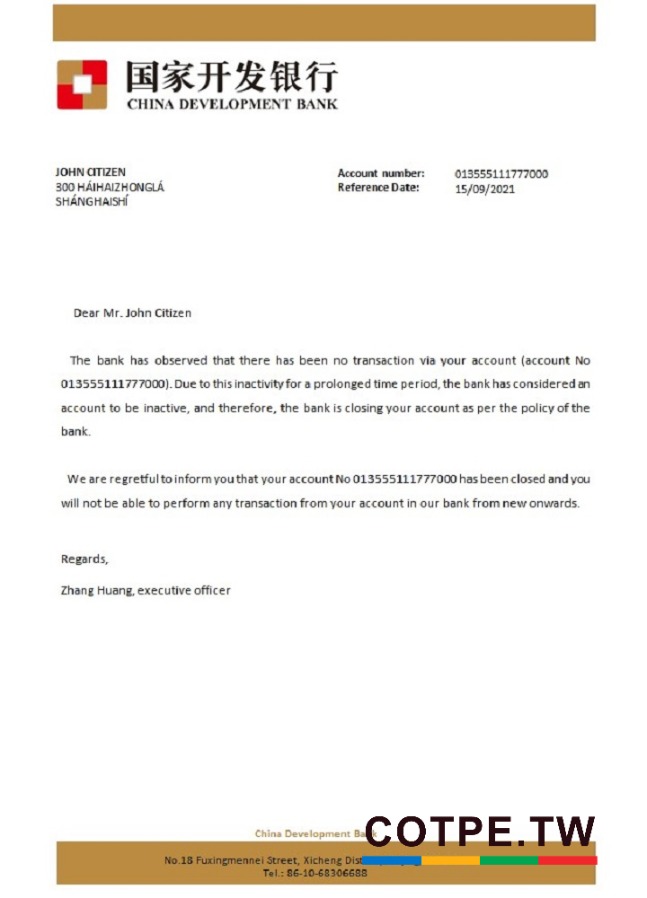 国家开发银行
CHINA DEVELOPMENT BANK
JOHN CITIZEN
300 HÁIHAIZHONGLÁ
SHÁNGHAISHÍ
Account number: 013555111777000
Reference Date: 15/09/2021
Dear Mr. John Citizen
The bank has observed that there has been no transaction via your account (account No
013555111777000). Due to this inactivity for a prolonged time period, the bank has considered an
account to be inactive, and therefore, the bank is closing your account as per the policy of the
bank.
We are regretful to inform you that your account No 013555111777000 has been closed and you
will not be able to perform any transaction from your account in our bank from new onwards.
Regards,
Zhang Huang, executive officer
China Development
COTPE.TW
No.18 Fuxingmennei Street, Xicheng
Tel.: 86-10-68306688